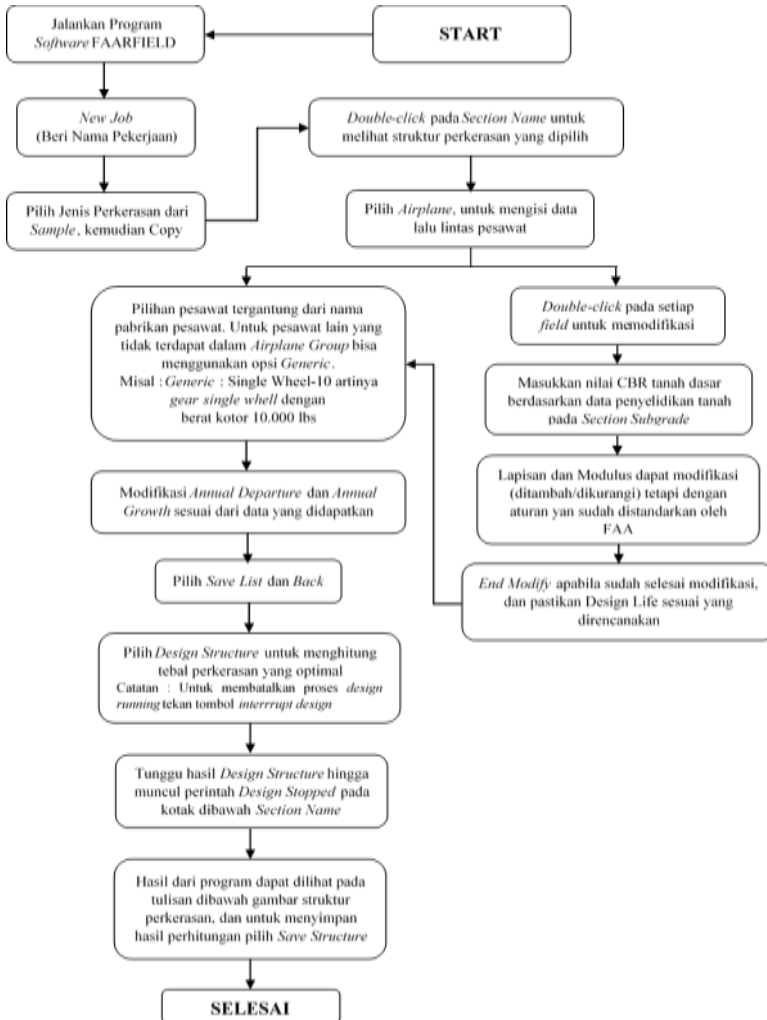 START
Jalankan Program
Software FAARFIELD
New Job
(Beri Nama Pekerjaan)
Pilih Jenis Perkerasan dari
Sample, kemudian Copy
Double-click pada Section Name untuk
melihat struktur perkerasan yang dipilih
Pilih Airplane, untuk mengisi data
lalu lintas pesawat
Double-click pada setiap
field untuk memodifikasi
Masukkan nilai CBR tanah dasar
berdasarkan data penyelidikan tanah
pada Section Subgrade
Lapisan dan Modulus dapat modifikasi
(ditambah/dikurangi) tetapi dengan
aturan yan sudah distandarkan oleh
FAA
End Modify apabila sudah selesai modifikasi,
dan pastikan Design Life sesuai yang
direncanakan
Pilihan pesawat tergantung dari nama
pabrikan pesawat. Untuk pesawat lain yang
tidak terdapat dalam Airplane Group bisa
menggunakan opsi Generic.
Misal : Generic : Single Wheel-10 artinya
gear single whell dengan
berat kotor 10.000 lbs
Modifikasi Annual Departure dan Annual
Growth sesuai dari data yang didapatkan
Pilih Save List dan Back
Pilih Design Structure untuk menghitung
tebal perkerasan yang optimal
Catatan : Untuk membatalkan proses design
running tekan tombol interrrupt design
Tunggu hasil Design Structure hingga
muncul perintah Design Stopped pada
kotak dibawah Section Name
Hasil dari program dapat dilihat pada
tulisan dibawah gambar struktur
perkerasan, dan untuk menyimpan
hasil perhitungan pilih Save Structure
SELESAI